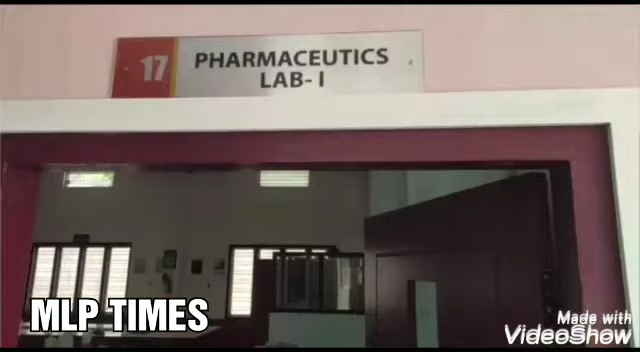 17
PHARMACEUTICS
LAB- I
MLP TIMES
Made with
VideoShow